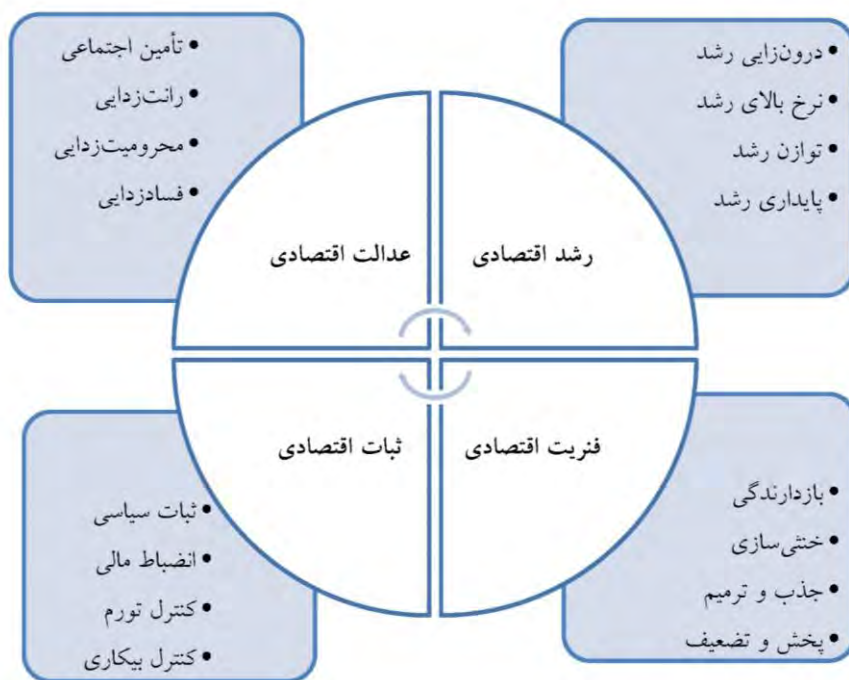 درون‌زایی رشد
نرخ بالای رشد
توازن رشد
پایداری رشد
رشد اقتصادی
تأمین اجتماعی
رانت‌زدایی
محرومیت‌زدایی
فسادزدایی
عدالت اقتصادی
فنریت اقتصادی
بازدارندگی
خنثی‌سازی
جذب و ترمیم
پخش و تضعیف
ثبات اقتصادی
ثبات سیاسی
انضباط مالی
کنترل تورم
کنترل بیکاری